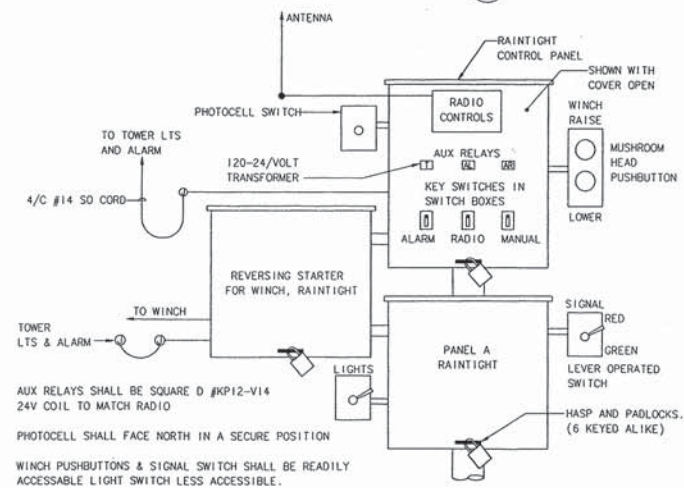 ANTENNA
RAINTIGHT
CONTROL PANEL
SHOWN WITH
COVER OPEN
PHOTOCELL SWITCH
RADIO
CONTROLS
WINCH
RAISE
MUSHROOM
HEAD
PUSHBUTTON
LOWER
TO TOWER LTS
AND ALARM
120-24/VOLT
TRANSFORMER
AUX RELAYS
T
AL
AR
KEY SWITCHES IN
SWITCH BOXES
ALARM
RADIO
MANUAL
4/C #14 SO CORD
REVERSING STARTER
FOR WINCH, RAINTIGHT
TO WINCH
TOWER
LTS & ALARM
LIGHTS
PANEL A
RAINTIGHT
SIGNAL
RED
GREEN
LEVER OPERATED
SWITCH
HASP AND PADLOCKS.
(6 KEYED ALIKE)
AUX RELAYS SHALL BE SQUARE D #KP12-V14
24V COIL TO MATCH RADIO
PHOTOCELL SHALL FACE NORTH IN A SECURE POSITION
WINCH PUSHBUTTONS & SIGNAL SWITCH SHALL BE READILY
ACCESSABLE LIGHT SWITCH LESS ACCESSIBLE.